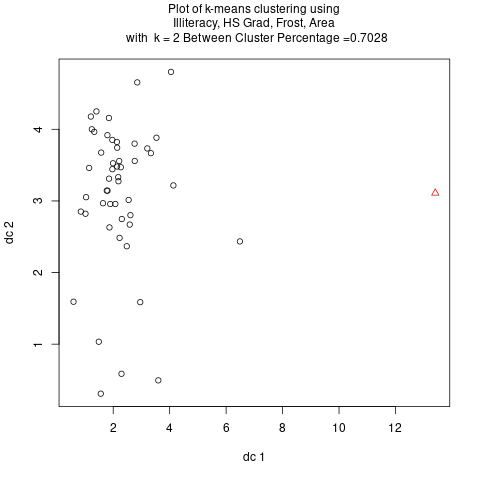 Plot of k-means clustering using
Illiteracy, HS Grad, Frost, Area
with k = 2 Between Cluster Percentage =0.7028
dc 2
4
3
2
1
2
4
6
8
10
12
dc 1